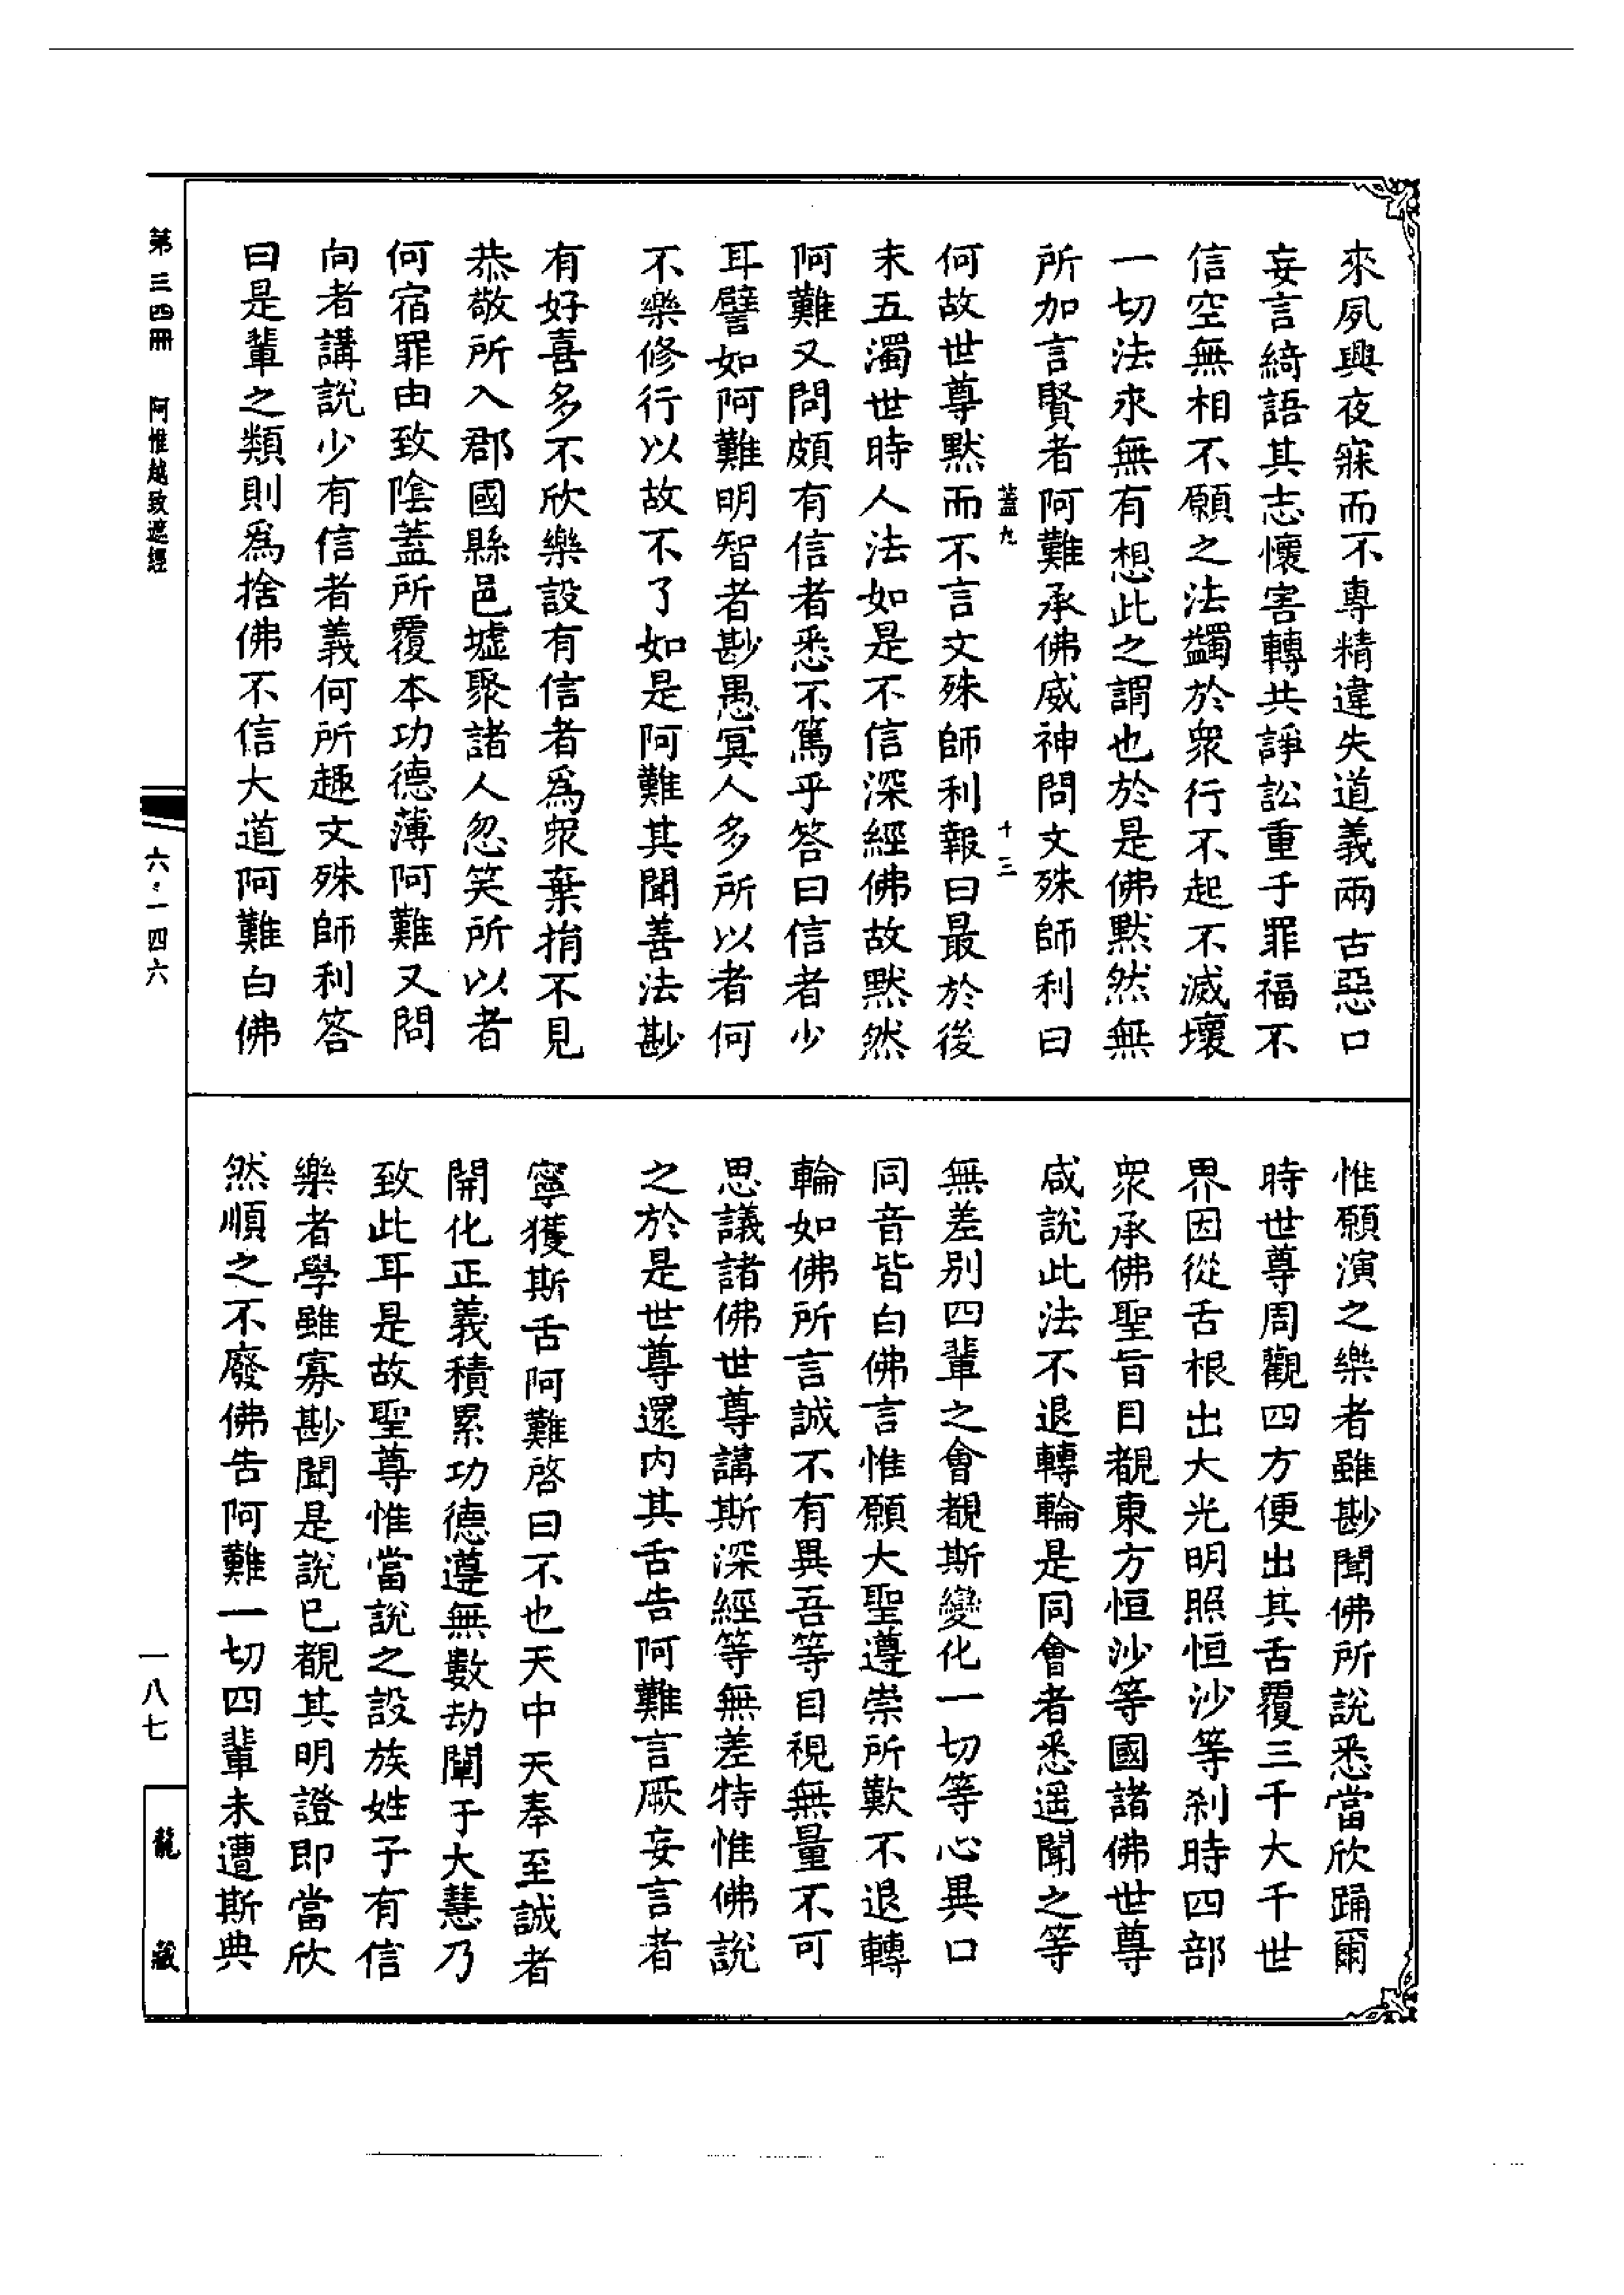 來夙興夜寐而不專精違失道義兩舌惡口
妄言綺語其志懷害轉共諍訟重于罪福不
信空無相不願之法蠲於衆行不起不滅壞
一切法求無有想此之謂也於是佛默然無
所加言賢者阿難承佛威神問文殊師利曰
蓋九
十三
何故世尊默而不言文殊師利報曰最於後
末五濁世時人法如是不信深經佛故默然
阿難又問頗有信者悉不篤乎答曰信者少
耳譬如阿難明智者尠愚冥人多所以者何
不樂修行以故不了如是阿難其聞善法尠
有好喜多不欣樂設有信者爲衆棄捐不見
恭敬所入郡國縣邑墟聚諸人忽笑所以者
何宿罪由致陰蓋所覆本功德薄阿難又問
向者講說少有信者義何所趣文殊師利答
曰是輩之類則爲捨佛不信大道阿難白佛
惟願演之樂者雖尠聞佛所說悉當欣踊爾
時世尊周觀四方便出其舌覆三千大千世
界因從舌根出大光明照恒沙等刹時四部
衆承佛聖旨目覩東方恒沙等國諸佛世尊
咸說此法不退轉輪是同會者悉遥聞之等
無差別四輩之會覩斯變化一切等心異口
同音皆白佛言惟願大聖遵崇所歎不退轉
輪如佛所言誠不有異吾等目視無量不可
思議諸佛世尊講斯深經等無差特惟佛說
之於是世尊還内其舌告阿難言厥妄言者
寧獲斯舌阿難啓曰不也天中天奉至誠者
開化正義積累功德遵無數劫闡于大慧乃
致此耳是故聖尊惟當說之設族姓子有信
樂者學雖寡尠聞是說已覩其明證即當欣
然順之不廢佛告阿難一切四輩未遭斯典
第三四冊　阿惟越致遮經
六·一四六
一八七
龍藏